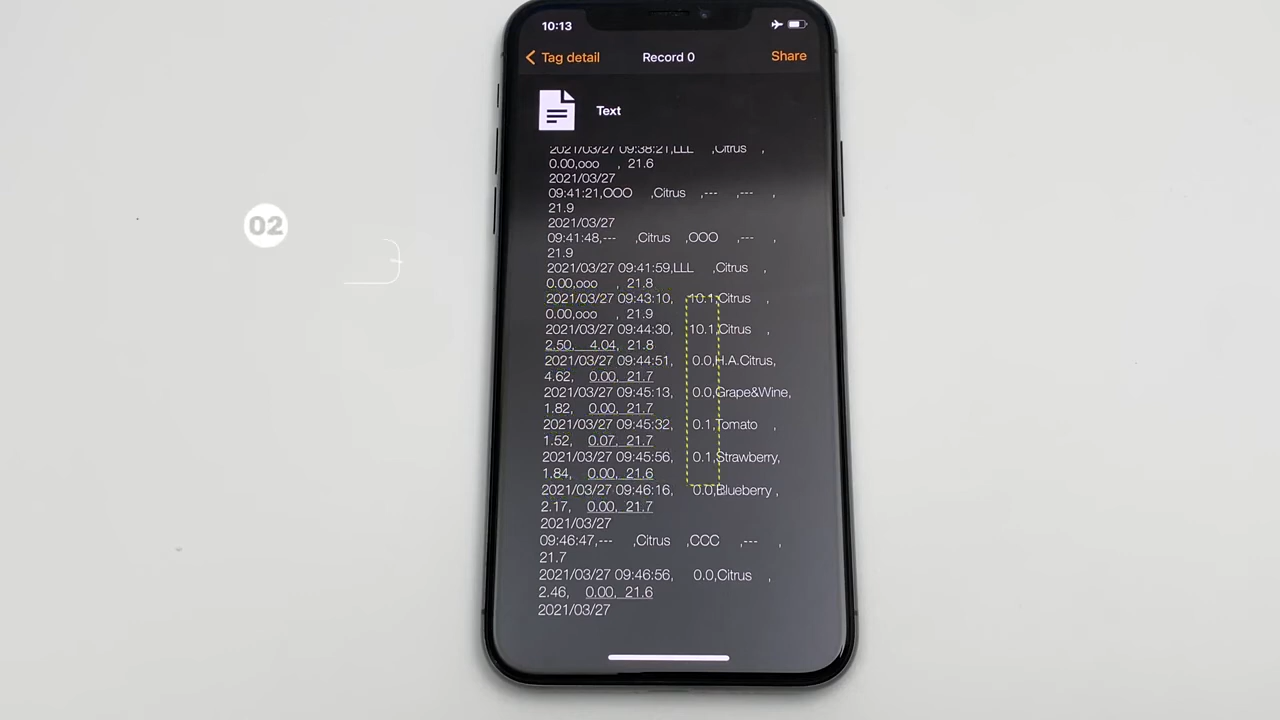 10:13
Tag detail
Record 0
Share
Text
2021/03/27 09:38:21,LLL ,Citrus ,
0.00,ooo , 21.6
2021/03/27
09:41:21,OOO ,Citrus ,--- ,--- ,
21.9
2021/03/27
09:41:48,--- ,Citrus ,OOO ,--- ,
21.9
2021/03/27 09:41:59,LLL ,Citrus ,
0.00,ooo , 21.8
2021/03/27 09:43:10, 10.1,Citrus ,
0.00,ooo , 21.9
2021/03/27 09:44:30, 10.1,Citrus ,
2.50, 4.04, 21.8
2021/03/27 09:44:51, 0.0,H.A.Citrus,
4.62, 0.00, 21.7
2021/03/27 09:45:13, 0.0,Grape&Wine,
1.82, 0.00, 21.7
2021/03/27 09:45:32, 0.1,Tomato ,
1.52, 0.07, 21.7
2021/03/27 09:45:56, 0.1,Strawberry,
1.84, 0.00, 21.6
2021/03/27 09:46:16, 0.0,Blueberry ,
2.17, 0.00, 21.7
2021/03/27
09:46:47,--- ,Citrus ,CCC ,--- ,
21.7
2021/03/27 09:46:56, 0.0,Citrus ,
2.46, 0.00, 21.6
2021/03/27
02